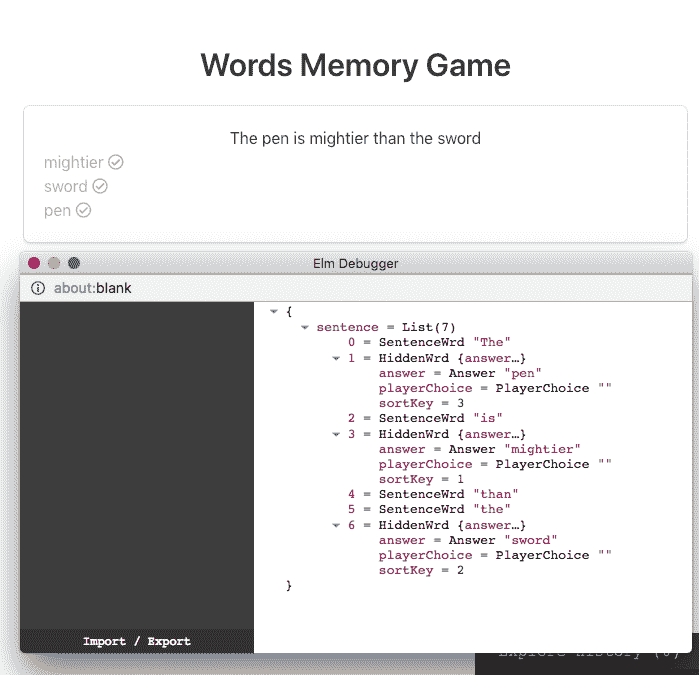 Words Memory Game
The pen is mightier than the sword
mightier
sword
pen
Elm Debugger
about:blank
{
sentence = List(7)
0 = SentenceWrd "The"
1 = HiddenWrd {answer…}
answer = Answer "pen"
playerChoice = PlayerChoice ""
sortKey = 3
2 = SentenceWrd "is"
3 = HiddenWrd {answer…}
answer = Answer "mightier"
playerChoice = PlayerChoice ""
sortKey = 1
4 = SentenceWrd "than"
5 = SentenceWrd "the"
6 = HiddenWrd {answer…}
answer = Answer "sword"
playerChoice = PlayerChoice ""
sortKey = 2
}
Import / Export
Explore History (0)